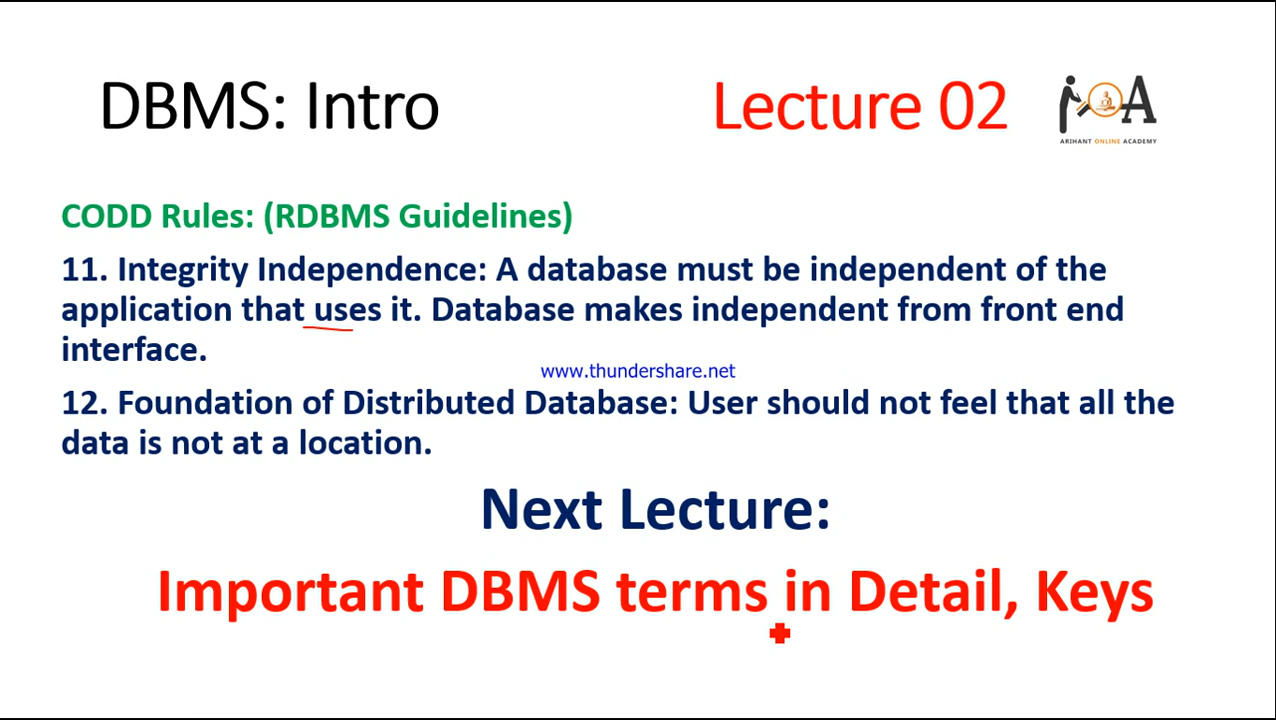 DBMS: Intro
Lecture 02
A
ARIHANT ONLINE ACADEMY
CODD Rules: (RDBMS Guidelines)
11. Integrity Independence: A database must be independent of the
application that uses it. Database makes independent from front end
interface.
www.thundershare.net
12. Foundation of Distributed Database: User should not feel that all the
data is not at a location.
Next Lecture:
Important DBMS terms in Detail, Keys